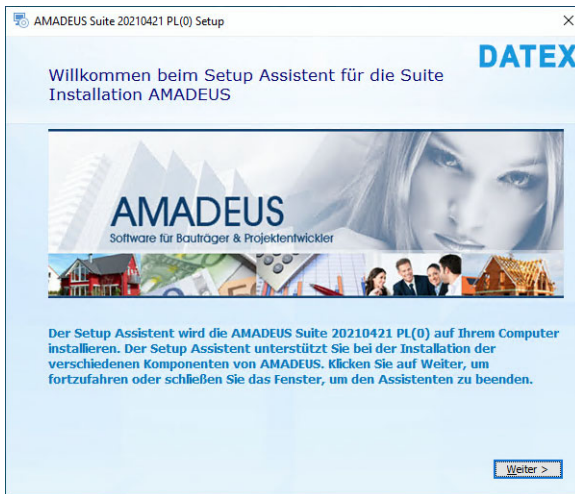 AMADEUS Suite 20210421 PL(0) Setup
DATEX
Willkommen beim Setup Assistent für die Suite
Installation AMADEUS
AMADEUS
Software für Bauträger & Projektentwickler
Der Setup Assistent wird die AMADEUS Suite 20210421 PL(0) auf Ihrem Computer
installieren. Der Setup Assistent unterstützt Sie bei der Installation der
verschiedenen Komponenten von AMADEUS. Klicken Sie auf Weiter, um
fortzufahren oder schließen Sie das Fenster, um den Assistenten zu beenden.
Weiter >